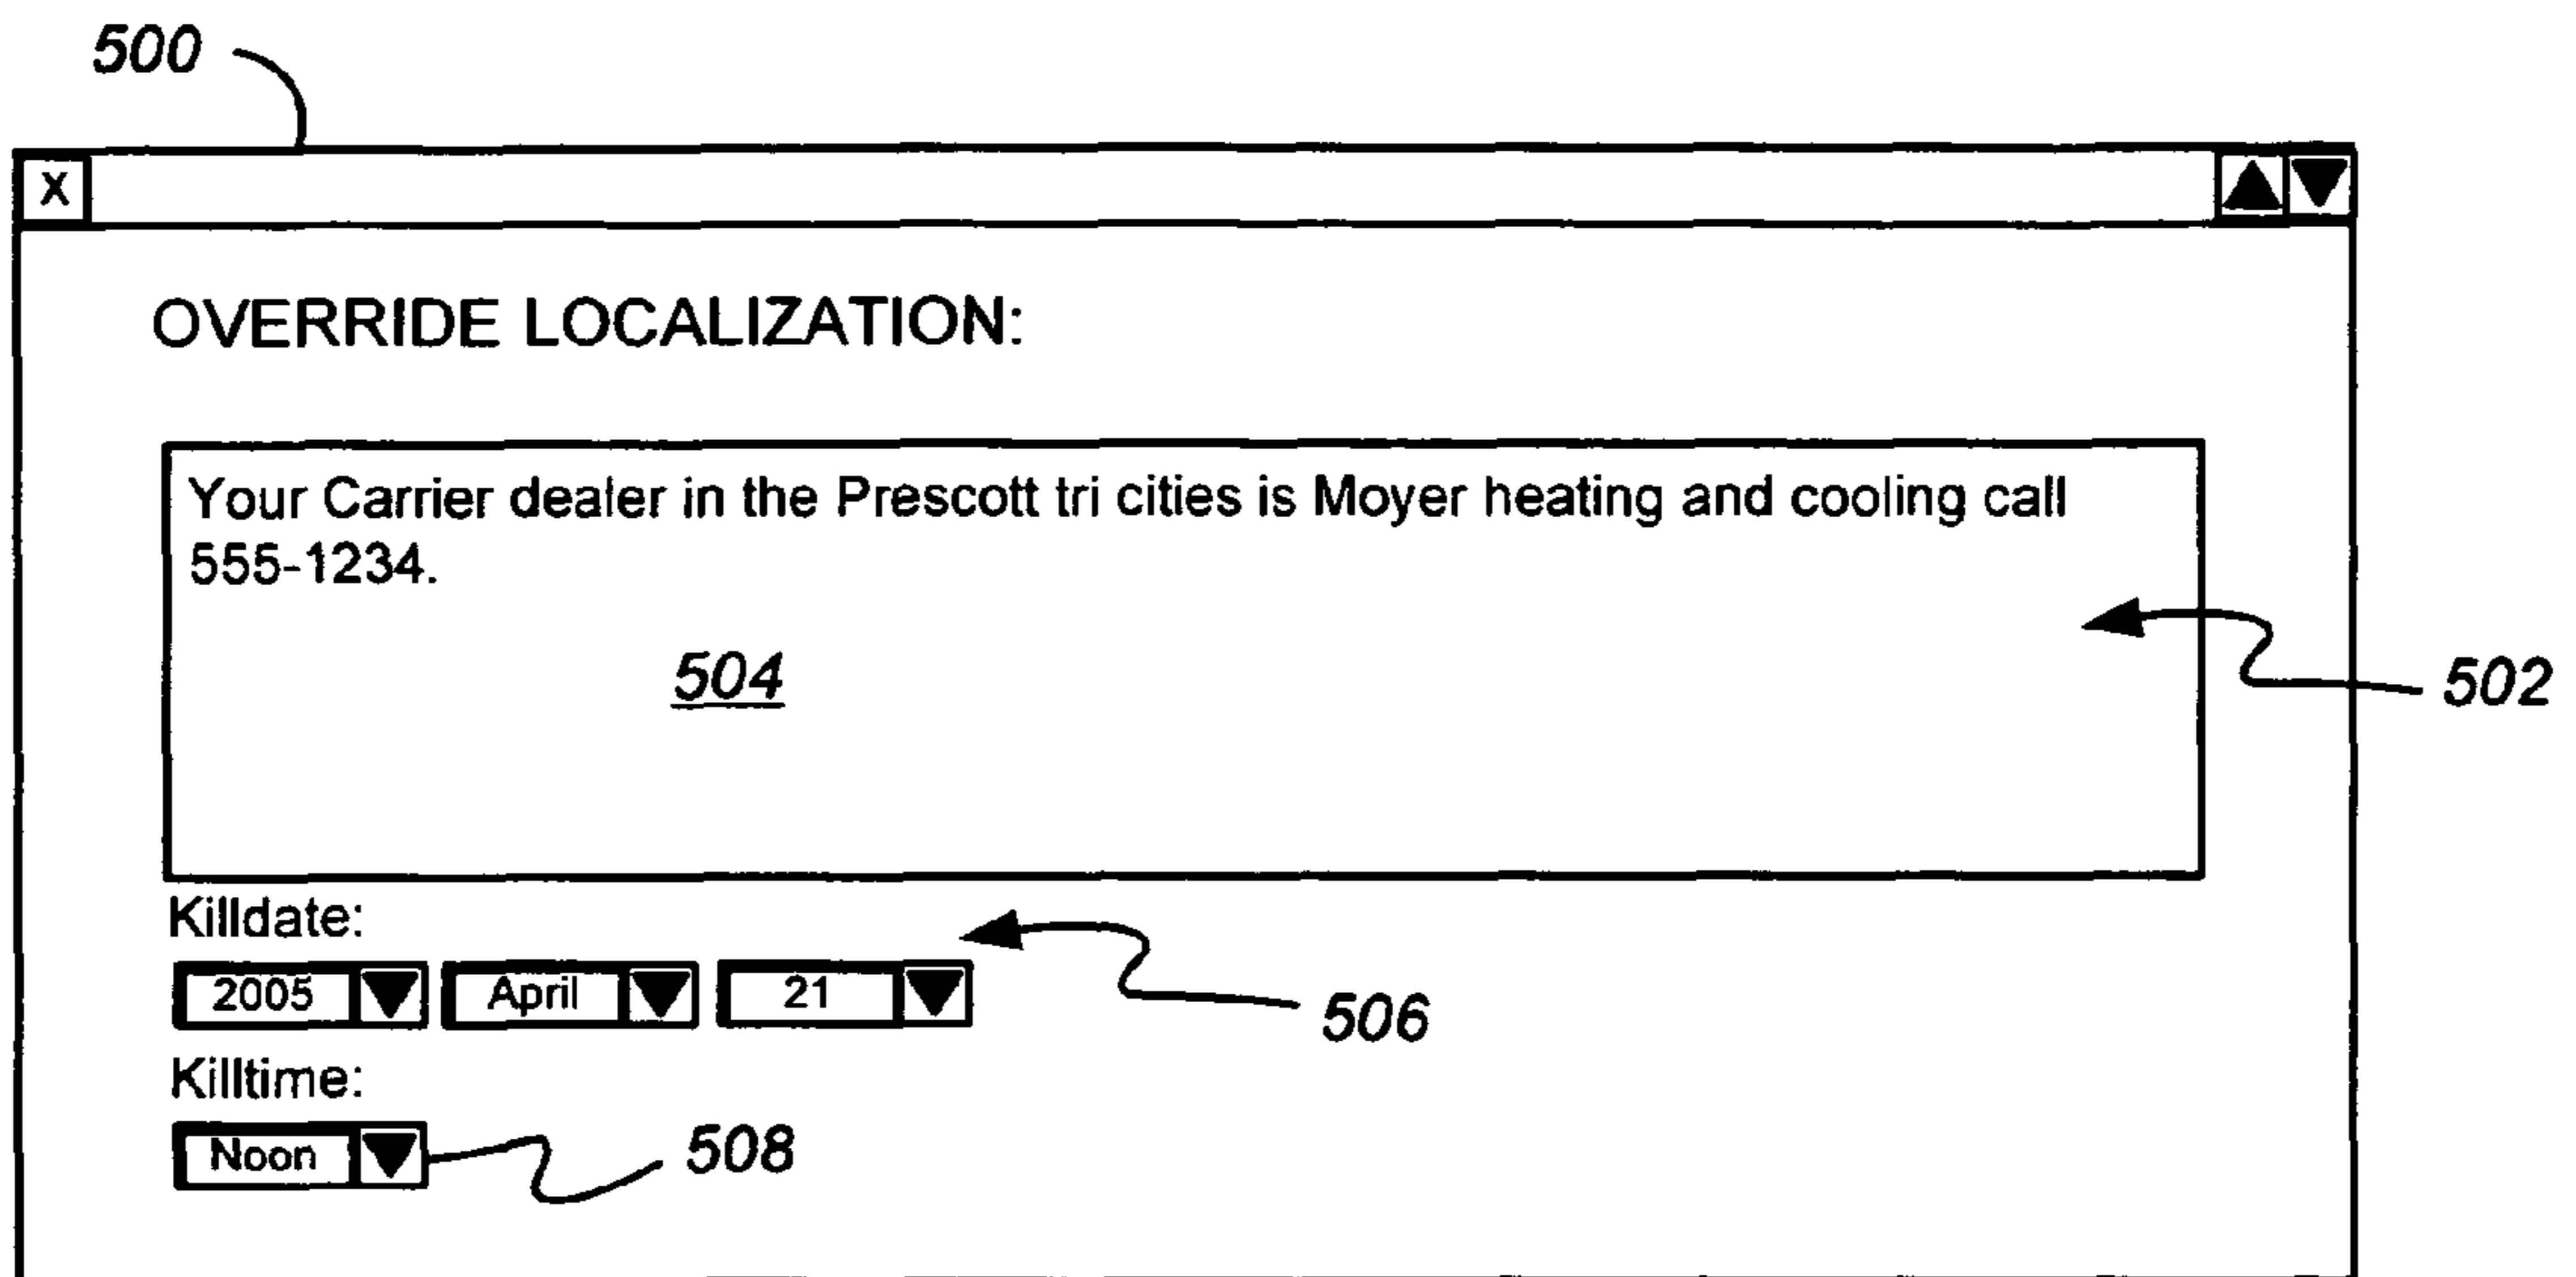 500
X
OVERRIDE LOCALIZATION:
Your Carrier dealer in the Prescott tri cities is Moyer heating and cooling call
555-1234.
504
502
Killdate:
2005 April 21
506
Killtime:
Noon
508